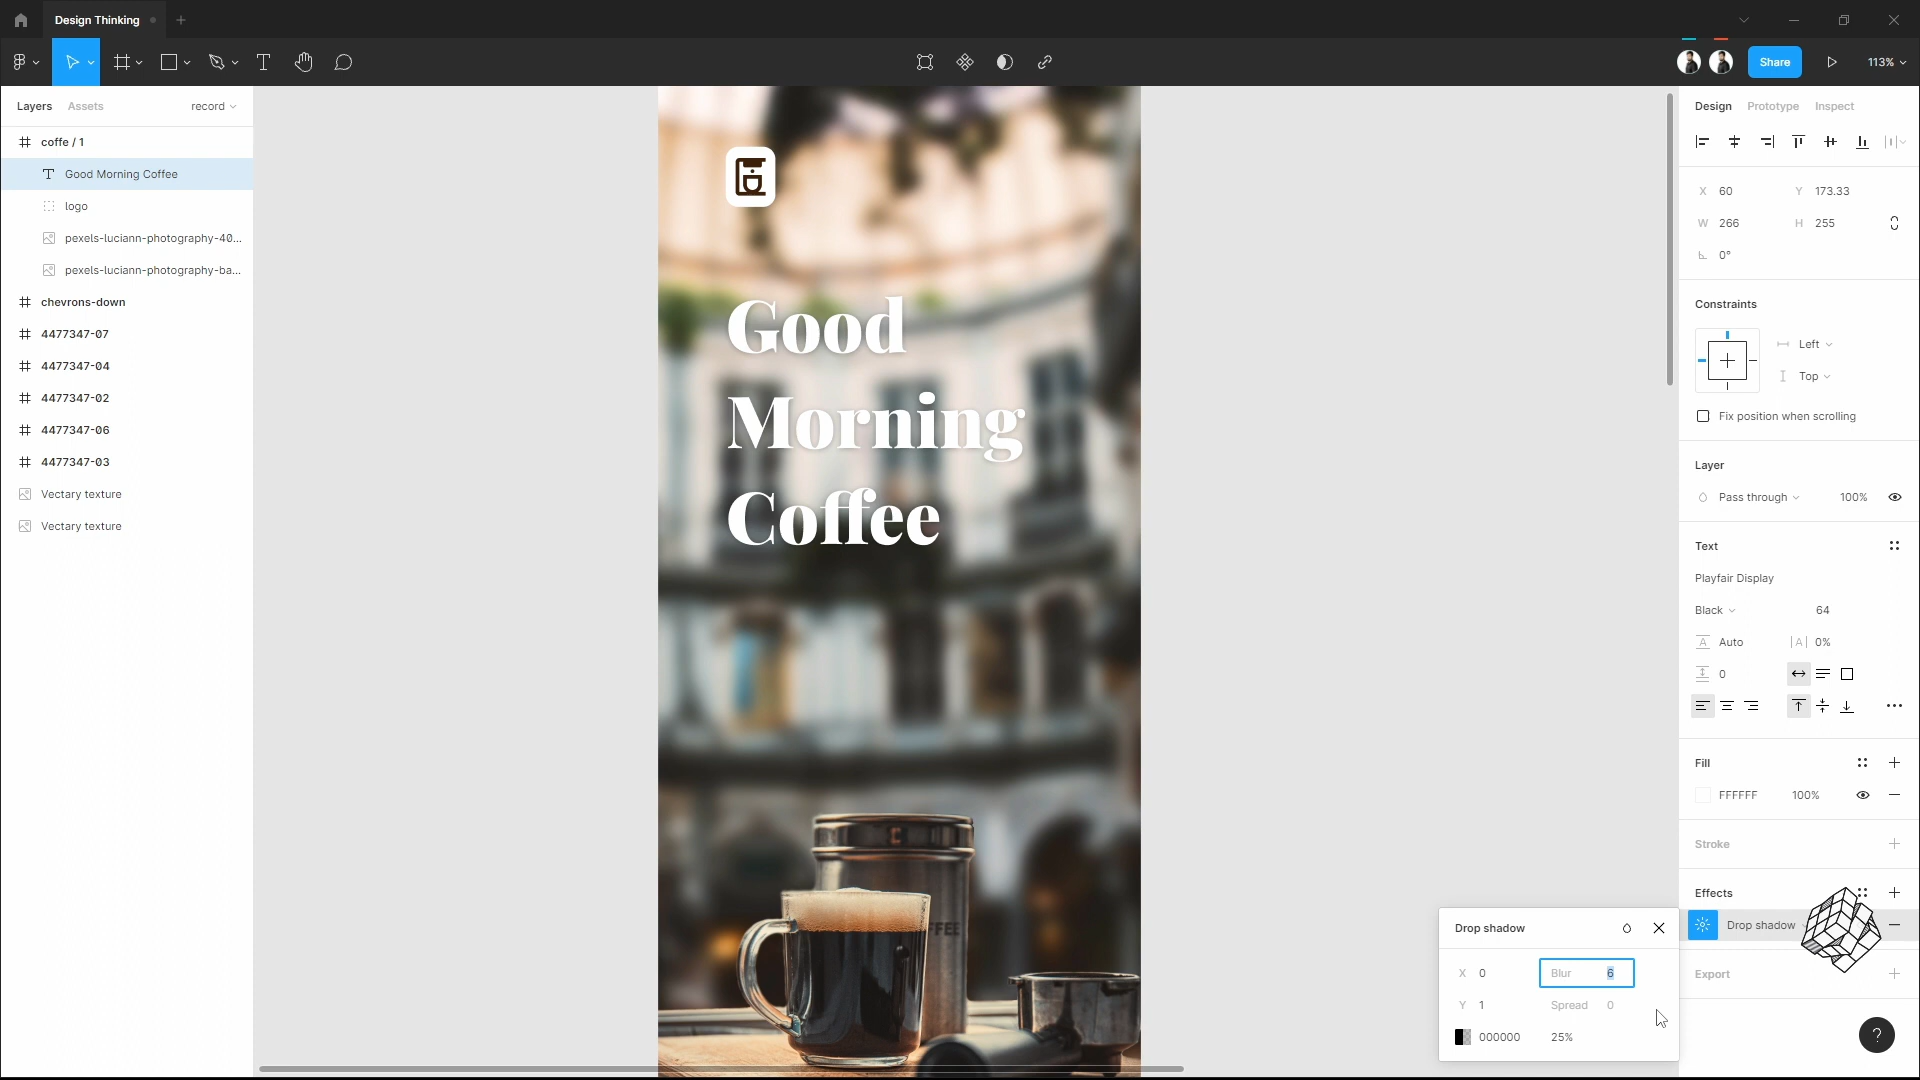 Design Thinking
Share
113%
Layers
Assets
record
coffe / 1
Good Morning Coffee
logo
pexels-luciann-photography-40...
pexels-luciann-photography-ba...
chevrons-down
4477347-07
4477347-04
4477347-02
4477347-06
4477347-03
Vectary texture
Vectary texture
Good
Morning
Coffee
FFEE
Design
Prototype
Inspect
X 60
Y 173.33
W 266
H 255
0°
Constraints
Left
Top
Fix position when scrolling
Layer
Pass through
100%
Text
Playfair Display
Black
64
A Auto
|A| 0%
0
Fill
FFFFFF
100%
Stroke
Effects
Drop shadow
Export
Drop shadow
X 0
Blur 6
Y 1
Spread 0
000000
25%
?